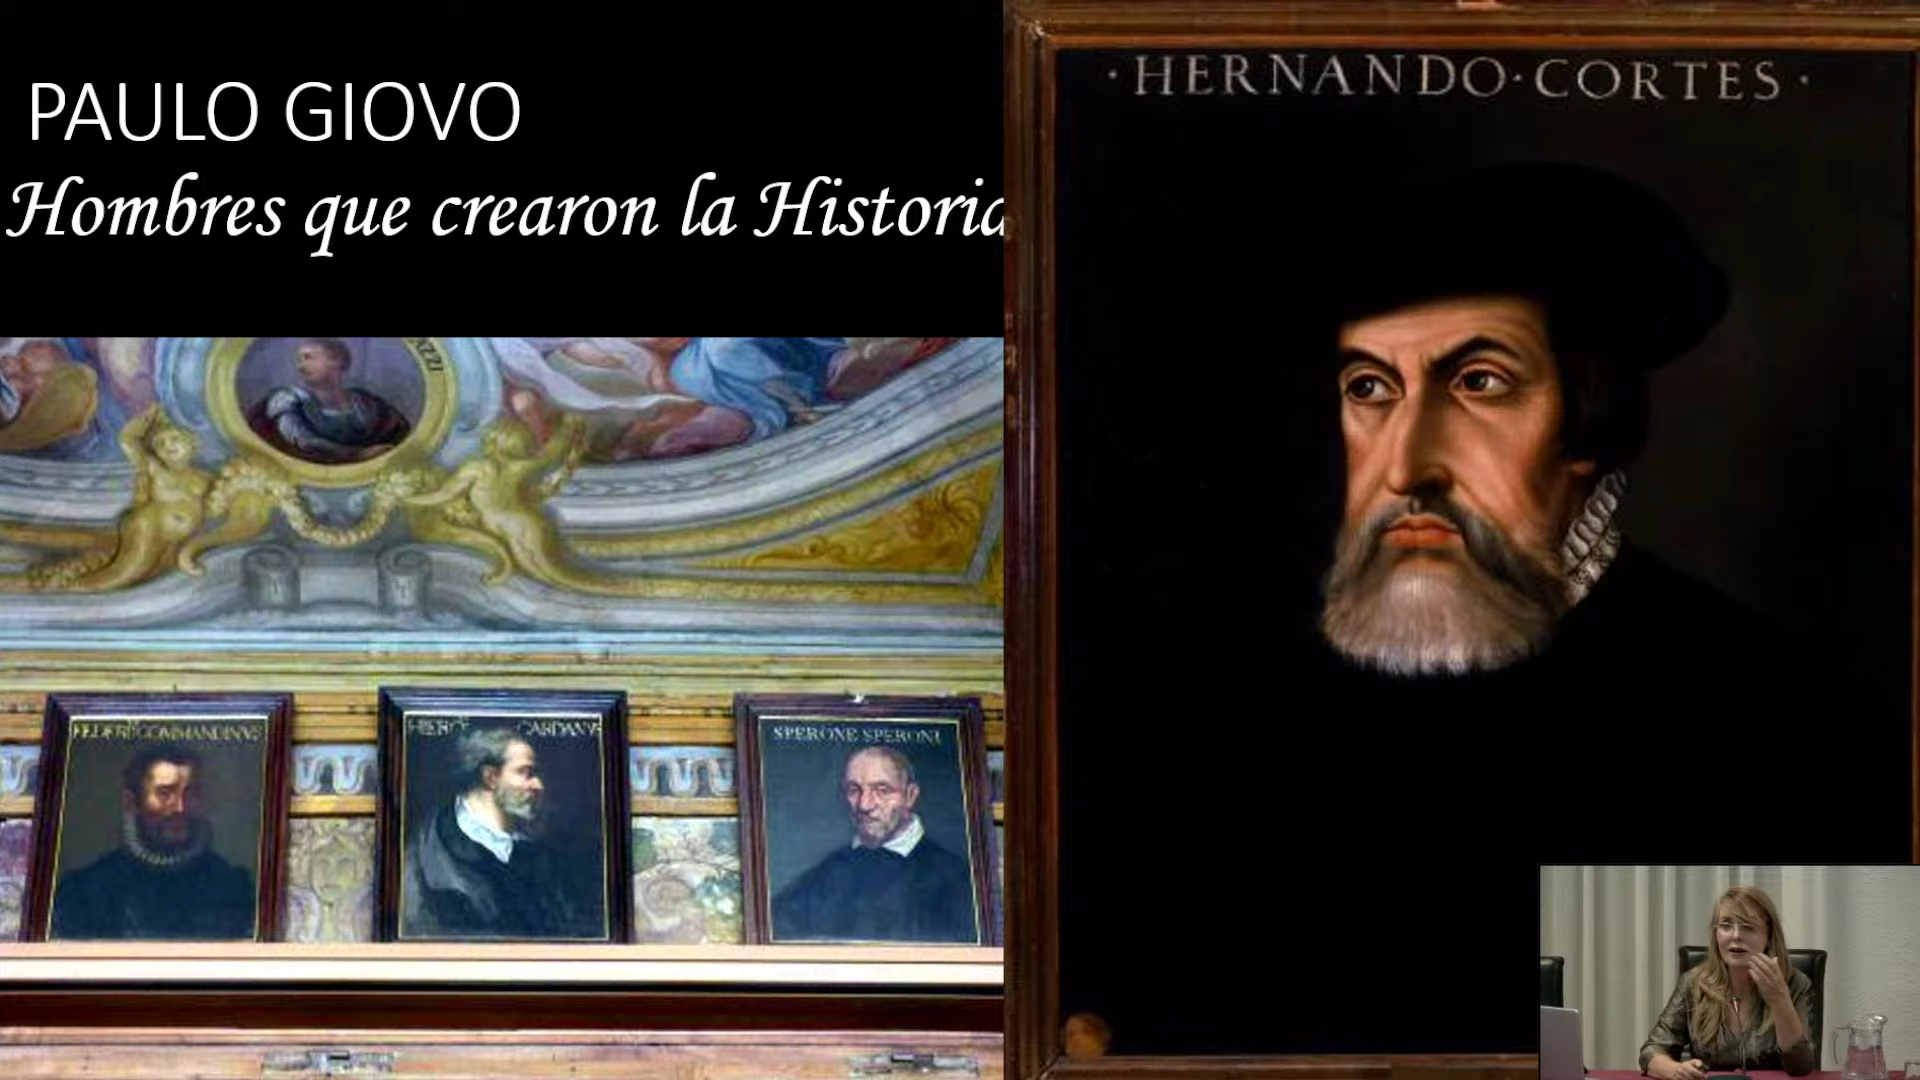 PAULO GIOVO
Hombres que crearon la Historia
· HERNANDO · CORTES ·
SPERONE SPERONI